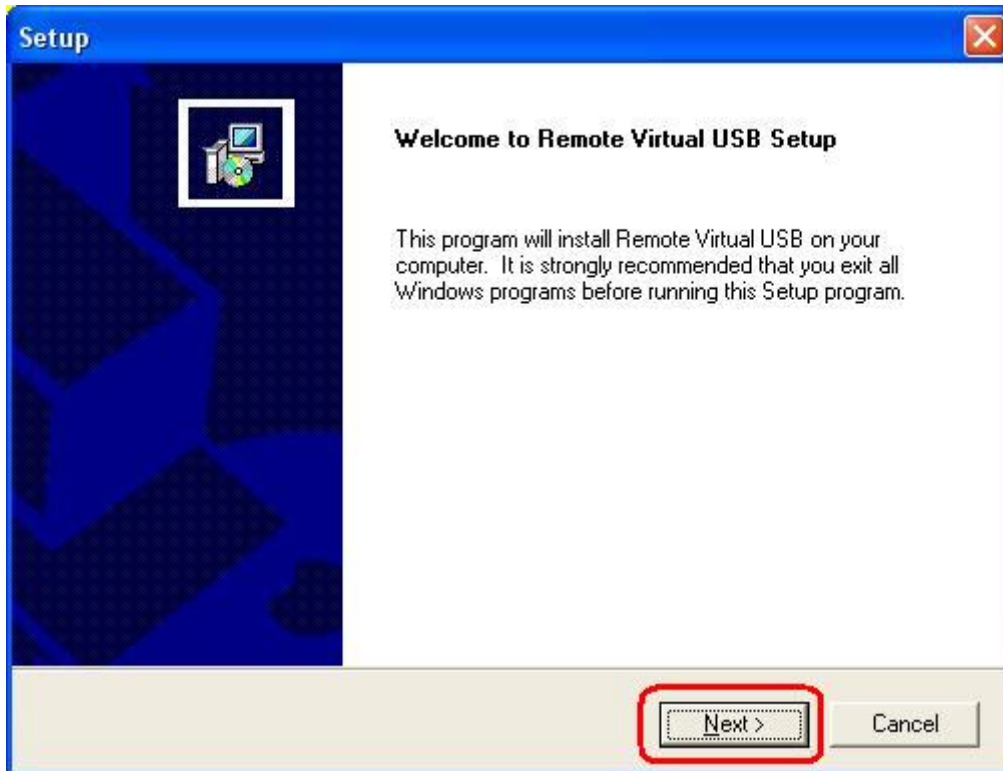 Setup
Welcome to Remote Virtual USB Setup
This program will install Remote Virtual USB on your
computer.  It is strongly recommended that you exit all
Windows programs before running this Setup program.
Next >
Cancel